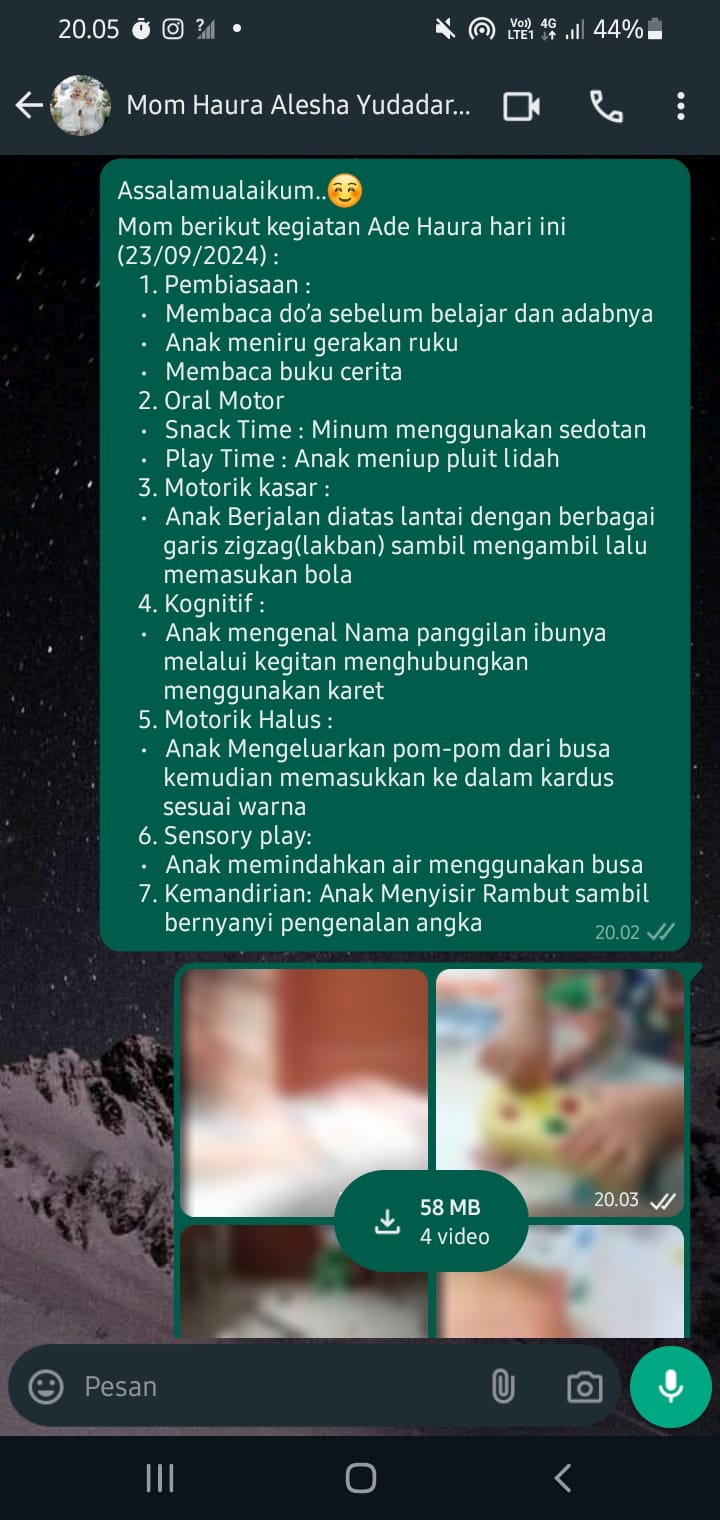 20.05
Vo)) 4G 44%
LTE1
Mom Haura Alesha Yudadar...
Assalamualaikum..☺️
Mom berikut kegiatan Ade Haura hari ini
(23/09/2024) :
1. Pembiasaan :
• Membaca do’a sebelum belajar dan adabnya
• Anak meniru gerakan ruku
• Membaca buku cerita
2. Oral Motor
• Snack Time : Minum menggunakan sedotan
• Play Time : Anak meniup pluit lidah
3. Motorik kasar :
• Anak Berjalan diatas lantai dengan berbagai
garis zigzag(lakban) sambil mengambil lalu
memasukan bola
4. Kognitif :
• Anak mengenal Nama panggilan ibunya
melalui kegitan menghubungkan
menggunakan karet
5. Motorik Halus :
• Anak Mengeluarkan pom-pom dari busa
kemudian memasukkan ke dalam kardus
sesuai warna
6. Sensory play:
• Anak memindahkan air menggunakan busa
7. Kemandirian: Anak Menyisir Rambut sambil
bernyanyi pengenalan angka
20.02
20.03
58 MB
4 video
Pesan